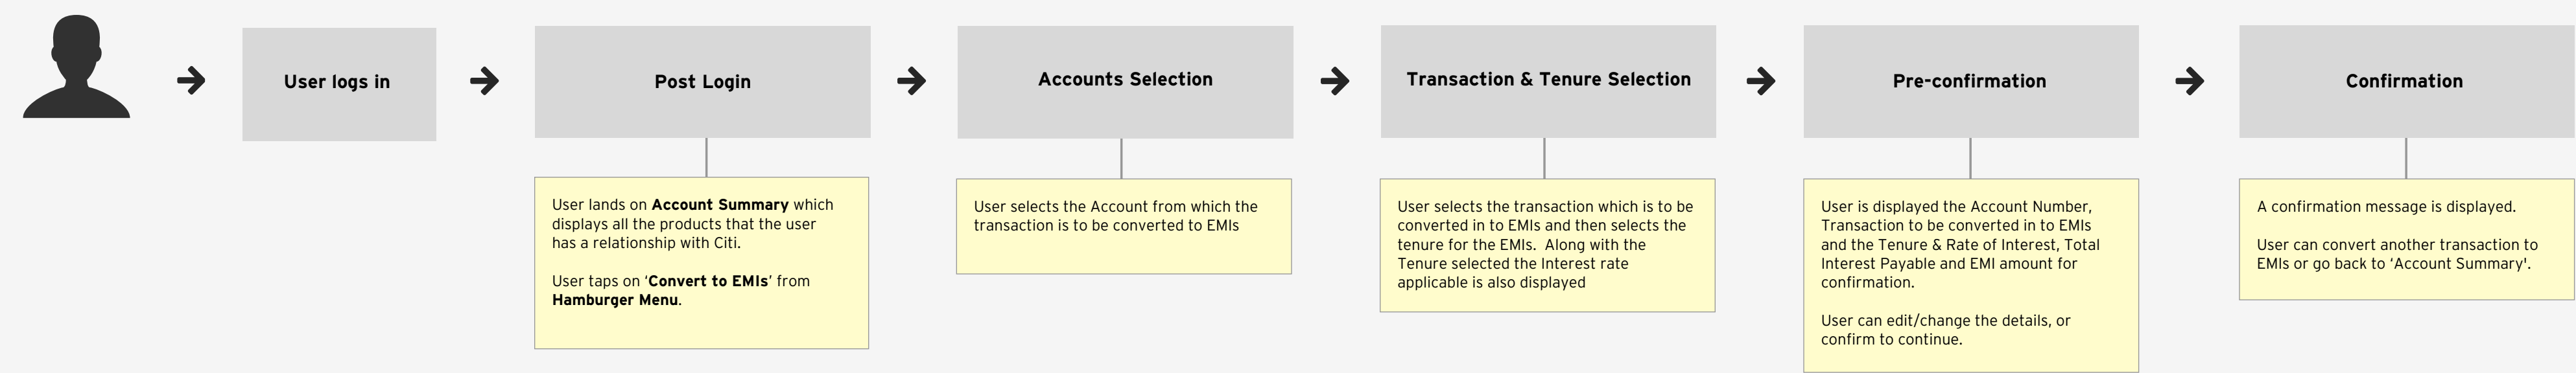 User logs in
Post Login
Accounts Selection
Transaction & Tenure Selection
Pre-confirmation
Confirmation
User lands on Account Summary which
displays all the products that the user
has a relationship with Citi.
User taps on ‘Convert to EMIs’ from
Hamburger Menu.
User selects the Account from which the
transaction is to be converted to EMIs
User selects the transaction which is to be
converted in to EMIs and then selects the
tenure for the EMIs.  Along with the
Tenure selected the Interest rate
applicable is also displayed
User is displayed the Account Number,
Transaction to be converted in to EMIs
and the Tenure & Rate of Interest, Total
Interest Payable and EMI amount for
confirmation.
User can edit/change the details, or
confirm to continue.
A confirmation message is displayed.
User can convert another transaction to
EMIs or go back to ‘Account Summary'.